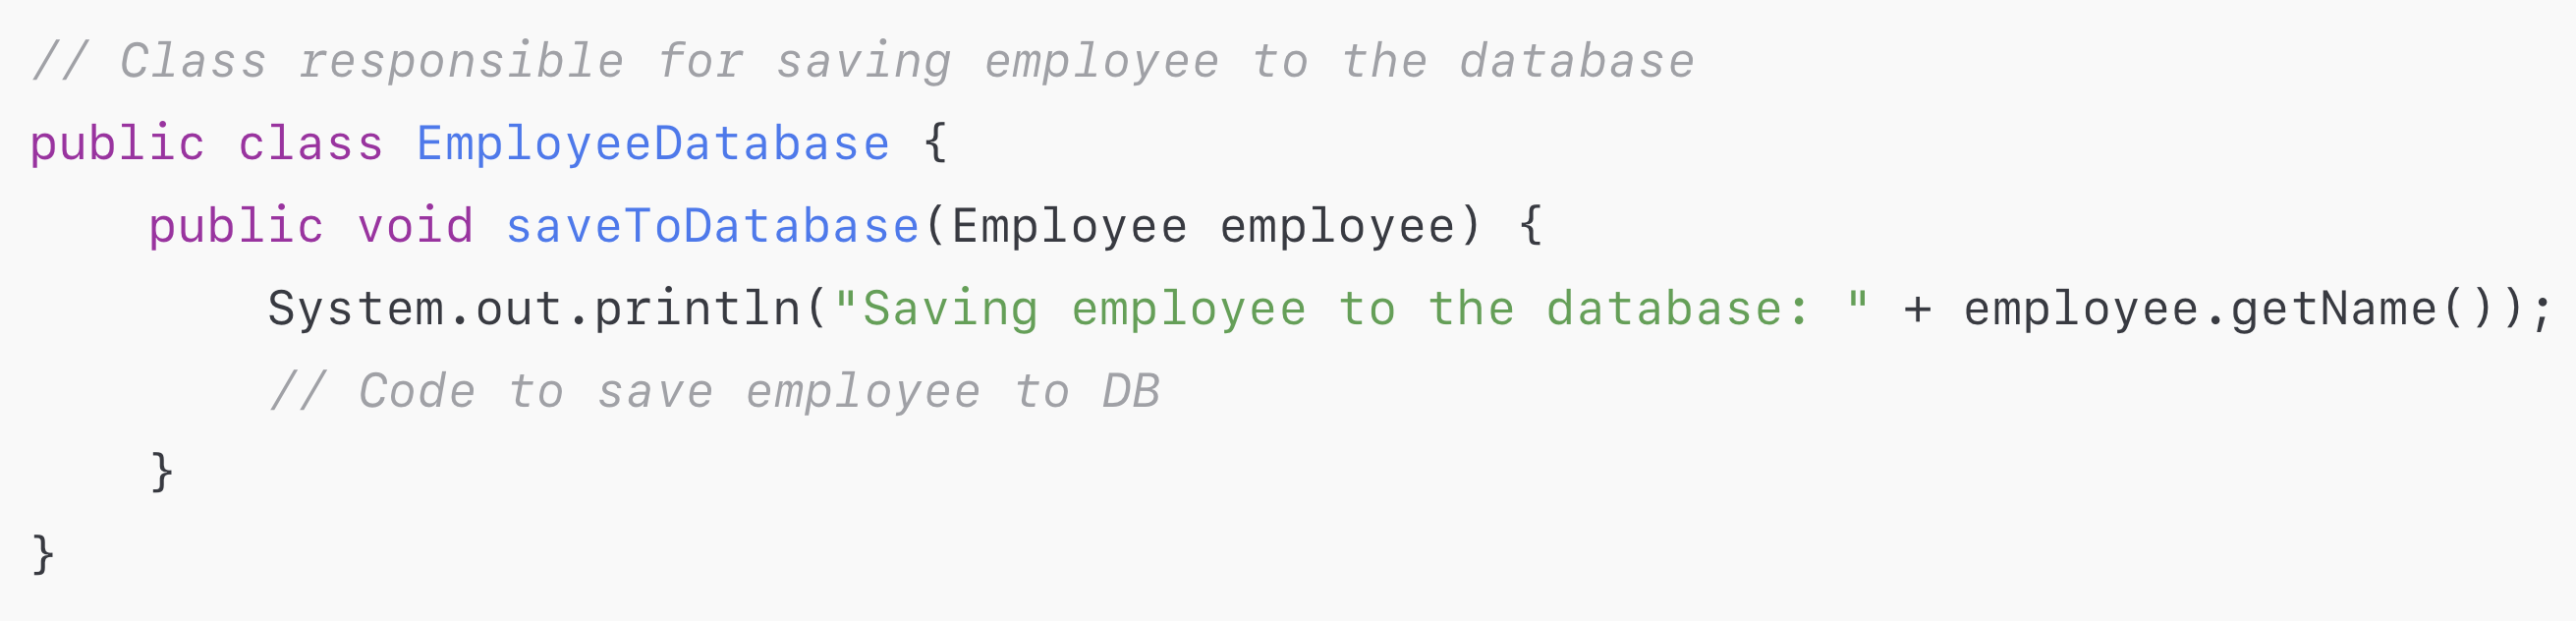 // Class responsible for saving employee to the database
public class EmployeeDatabase {
    public void saveToDatabase(Employee employee) {
        System.out.println("Saving employee to the database: " + employee.getName());
        // Code to save employee to DB
    }
}